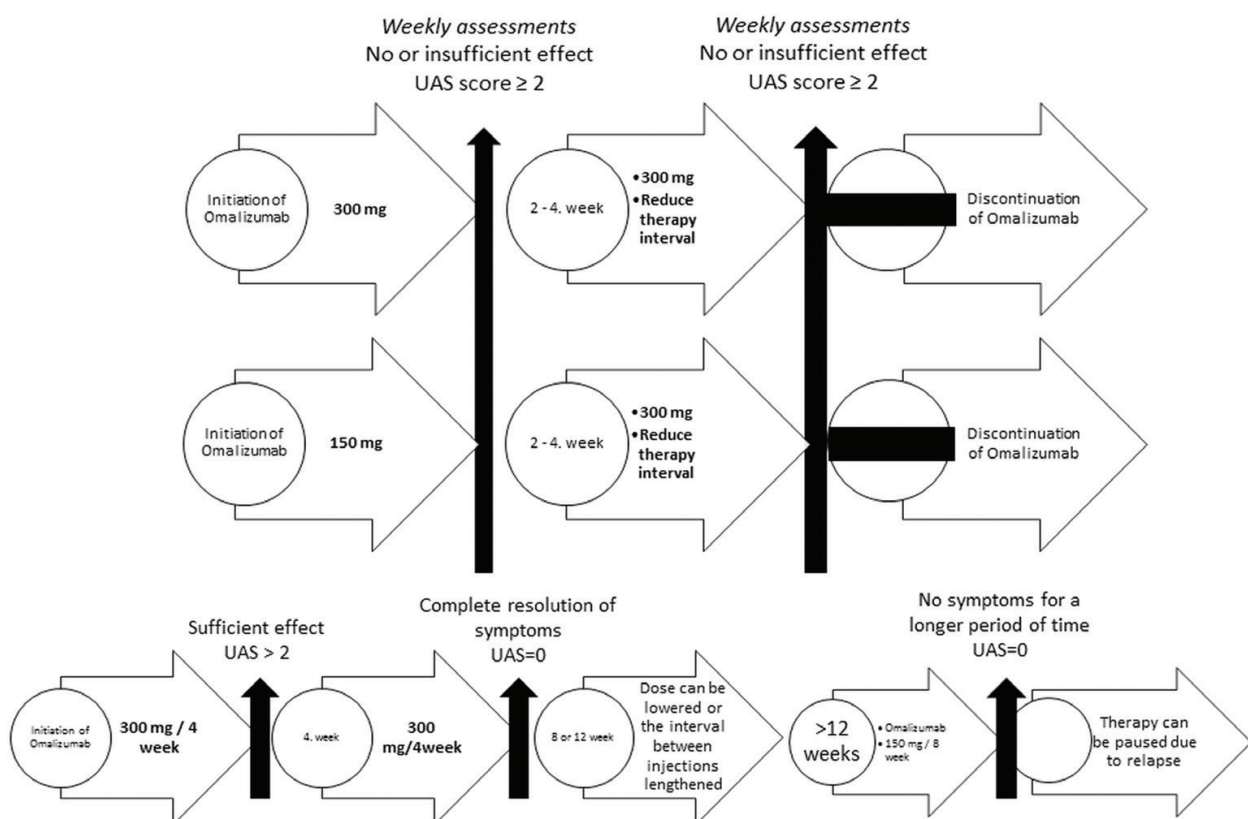 Weekly assessments
No or insufficient effect
UAS score ≥ 2
Weekly assessments
No or insufficient effect
UAS score ≥ 2
Initiation of
Omalizumab
300 mg
2 - 4. week
•300 mg
•Reduce
therapy
interval
Discontinuation
of Omalizumab
Initiation of
Omalizumab
150 mg
2 - 4. week
•300 mg
•Reduce
therapy
interval
Discontinuation
of Omalizumab
Sufficient effect
UAS > 2
Complete resolution of
symptoms
UAS=0
No symptoms for a
longer period of time
UAS=0
Initiation of
Omalizumab
300 mg / 4
week
4. week
300
mg/4week
8 or 12 week
Dose can be
lowered or
the interval
between
injections
lengthened
>12
weeks
• Omalizumab
• 150 mg / 8
week
Therapy can
be paused due
to relapse